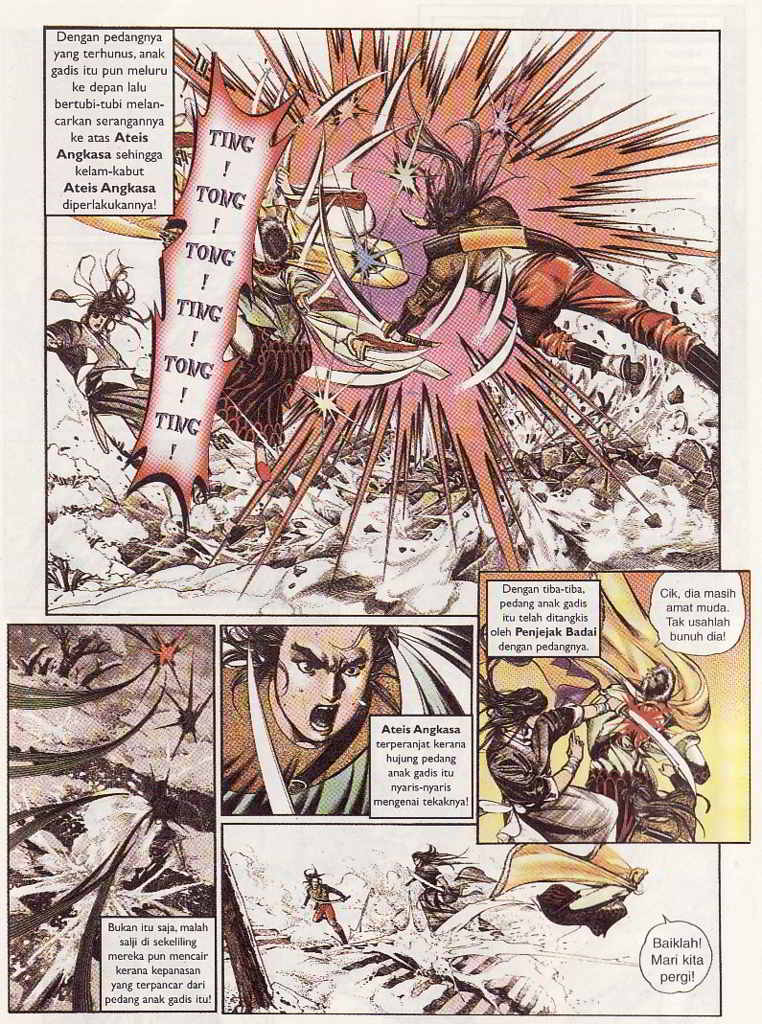 Dengan pedangnya
yang terhunus, anak
gadis itu pun meluru
ke depan lalu
bertubi-tubi melan-
carkan serangannya
ke atas Ateis
Angkasa sehingga
kelam-kabut
Ateis Angkasa
diperlakukannya!
TING
!
TONG
!
TONG
!
TING
!
TONG
!
TING
!
Dengan tiba-tiba,
pedang anak gadis
itu telah ditangkis
oleh Penjejak Badai
dengan pedangnya.
Cik, dia masih
amat muda.
Tak usahlah
bunuh dia!
Ateis Angkasa
terperanjat kerana
hujung pedang
anak gadis itu
nyaris-nyaris
mengenai tekaknya!
Bukan itu saja, malah
salji di sekeliling
mereka pun mencair
kerana kepanasan
yang terpancar dari
pedang anak gadis itu!
Baiklah!
Mari kita
pergi!